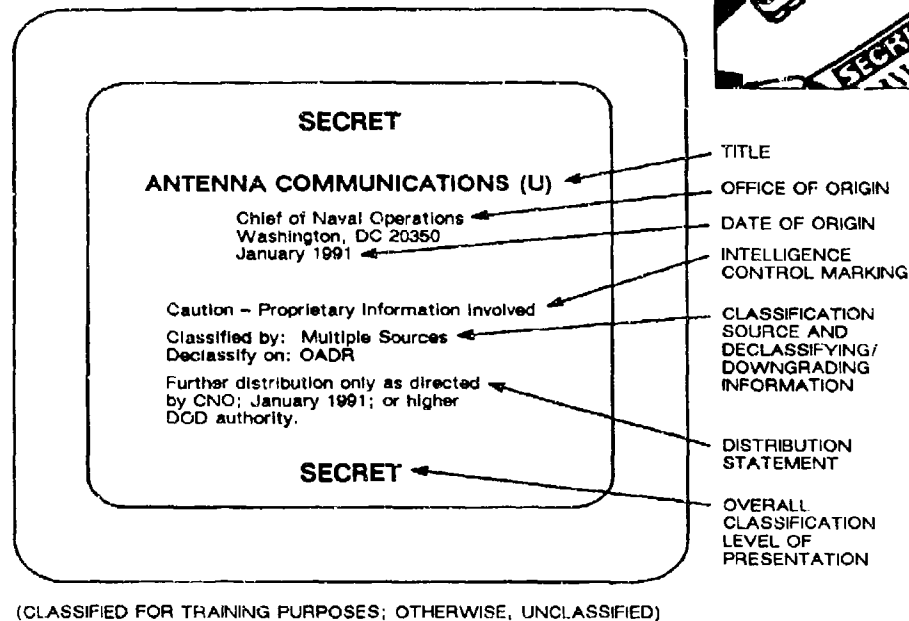 SECRET
ANTENNA COMMUNICATIONS (U)
Chief of Naval Operations
Washington, DC 20350
January 1991
Caution – Proprietary Information Involved
Classified by: Multiple Sources
Declassify on: OADR
Further distribution only as directed
by CNO; January 1991; or higher
DOD authority.
SECRET
TITLE
OFFICE OF ORIGIN
DATE OF ORIGIN
INTELLIGENCE
CONTROL MARKING
CLASSIFICATION
SOURCE AND
DECLASSIFYING/
DOWNGRADING
INFORMATION
DISTRIBUTION
STATEMENT
OVERALL
CLASSIFICATION
LEVEL OF
PRESENTATION
(CLASSIFIED FOR TRAINING PURPOSES; OTHERWISE, UNCLASSIFIED)